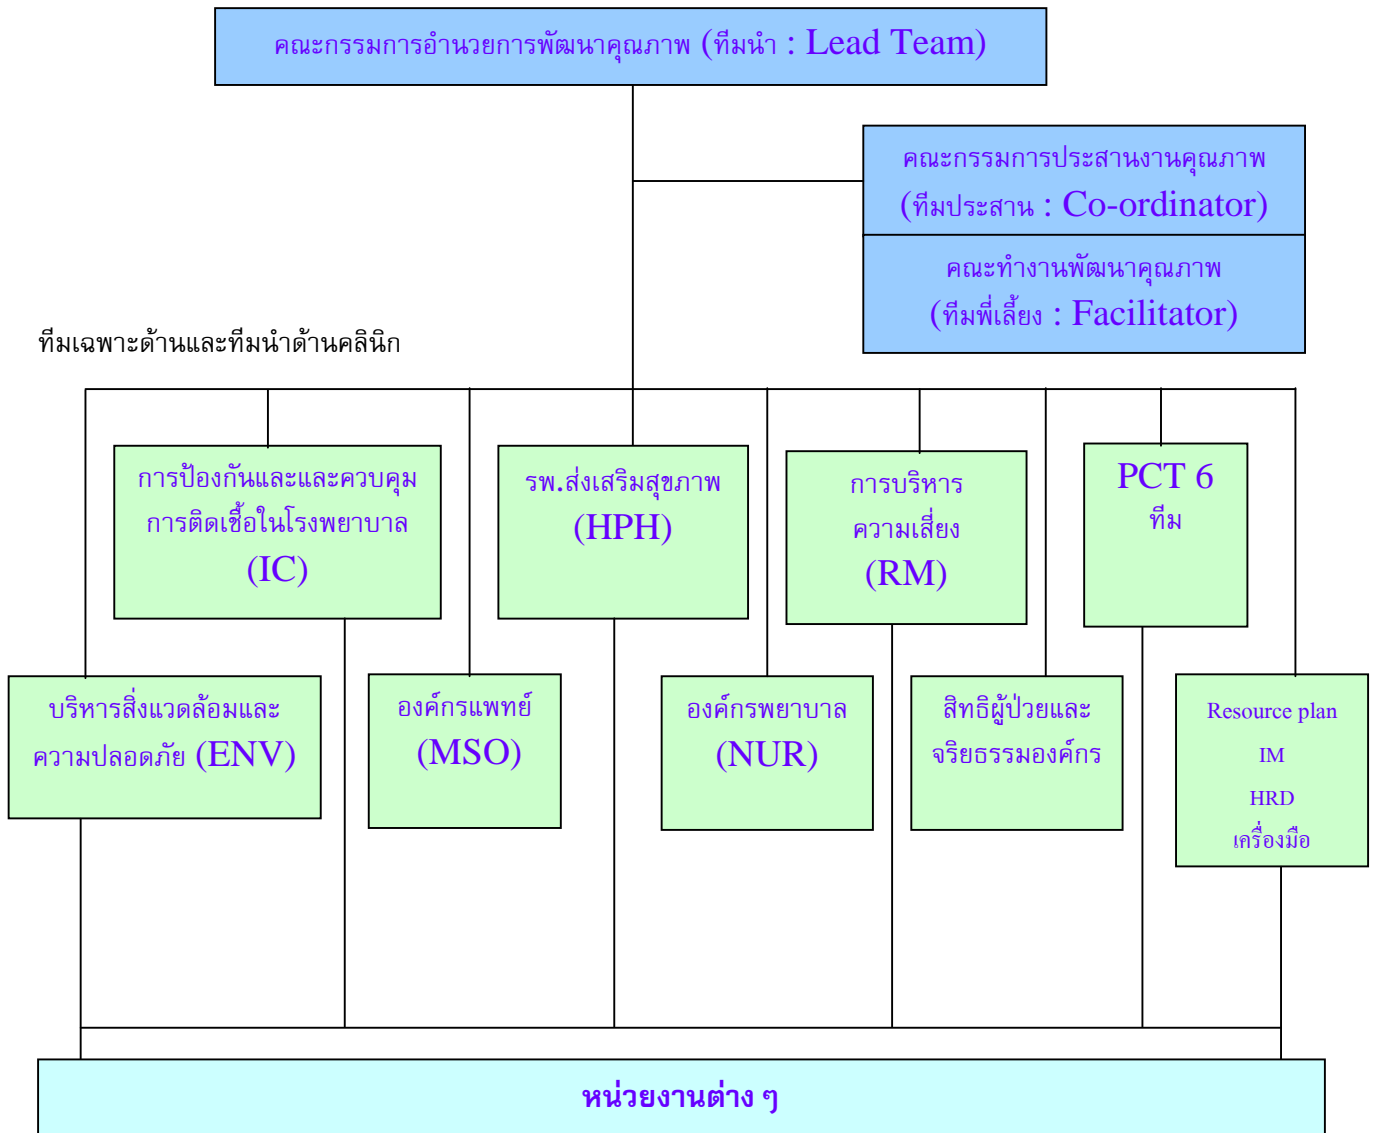 คณะกรรมการอำนวยการพัฒนาคุณภาพ (ทีมนำ : Lead Team)
คณะกรรมการประสานงานคุณภาพ
(ทีมประสาน : Co-ordinator)
คณะทำงานพัฒนาคุณภาพ
(ทีมพี่เลี้ยง : Facilitator)
ทีมเฉพาะด้านและทีมนำด้านคลินิก
การป้องกันและและควบคุม
การติดเชื้อในโรงพยาบาล
(IC)
รพ.ส่งเสริมสุขภาพ
(HPH)
การบริหาร
ความเสี่ยง
(RM)
PCT 6
ทีม
บริหารสิ่งแวดล้อมและ
ความปลอดภัย (ENV)
องค์กรแพทย์
(MSO)
องค์กรพยาบาล
(NUR)
สิทธิผู้ป่วยและ
จริยธรรมองค์กร
Resource plan
IM
HRD
เครื่องมือ
หน่วยงานต่าง ๆ